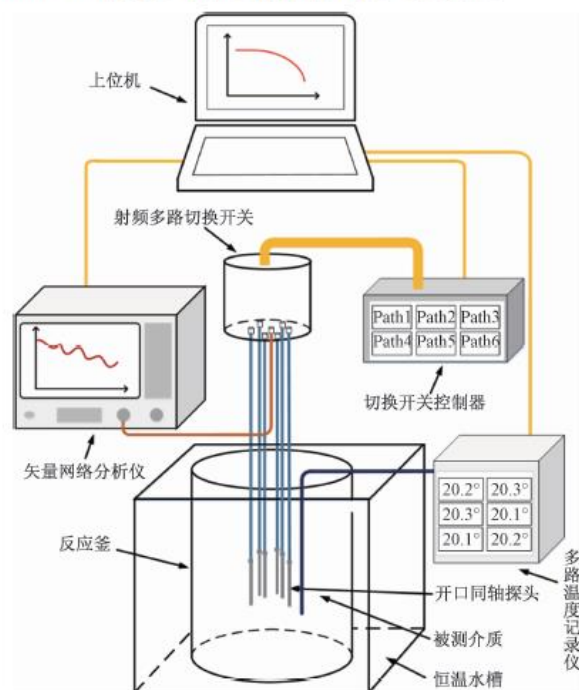 上位机
射频多路切换开关
Path1 Path2 Path3
Path4 Path5 Path6
切换开关控制器
矢量网络分析仪
20.2° 20.3°
20.3° 20.1°
20.1° 20.2°
多路温度记录仪
反应釜
开口同轴探头
被测介质
恒温水槽